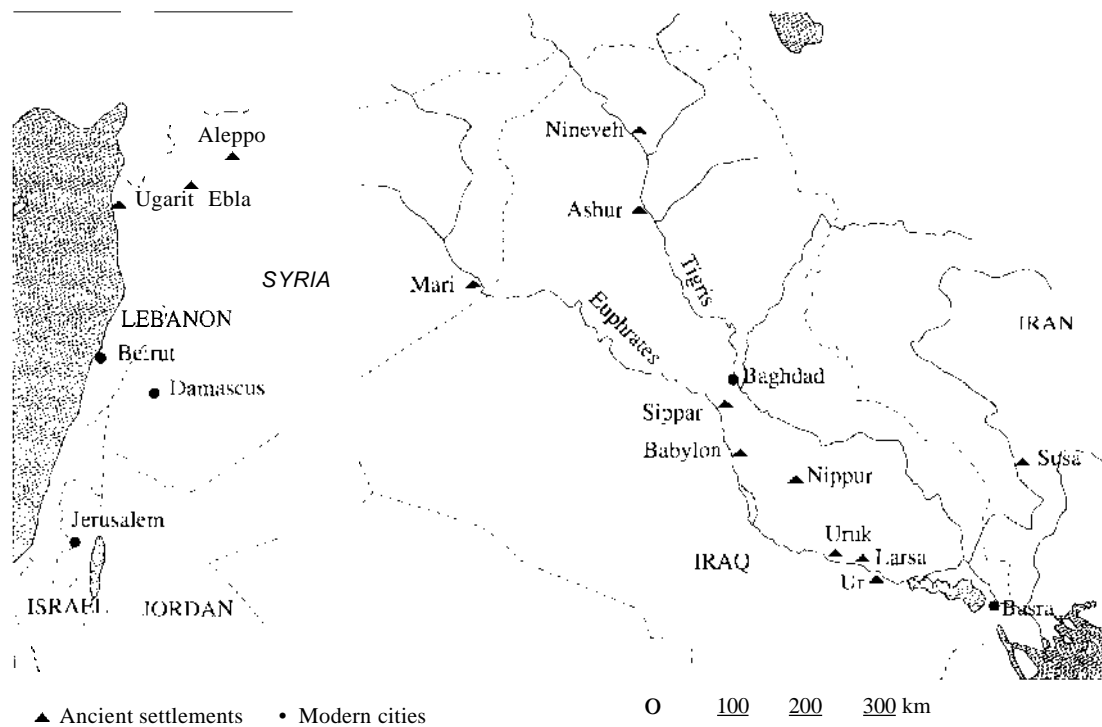 Aleppo
Nineveh
Ugarit Ebla
Ashur
SYRIA
Mari
Tigris
Euphrates
LEBANON
IRAN
Beirut
Baghdad
Damascus
Sippar
Babylon
Susa
Nippur
Jerusalem
Uruk
IRAQ
Larsa
Ur
ISRAEL
JORDAN
Basra
Ancient settlements • Modern cities
O 100 200 300 km